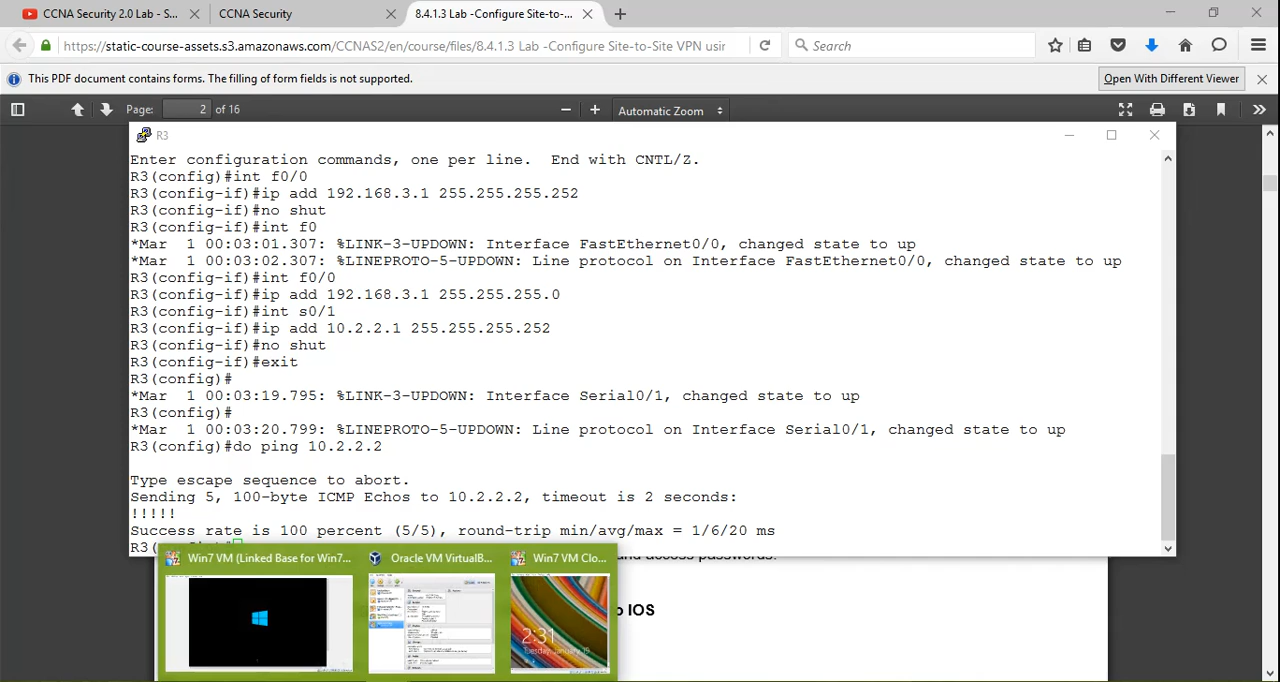 CCNA Security 2.0 Lab - S...
CCNA Security
8.4.1.3 Lab -Configure Site-to-...
https://static-course-assets.s3.amazonaws.com/CCNAS2/en/course/files/8.4.1.3 Lab -Configure Site-to-Site VPN usin
Search
This PDF document contains forms. The filling of form fields is not supported.
Open With Different Viewer
Page: 2 of 16
Automatic Zoom
R3
Enter configuration commands, one per line.  End with CNTL/Z.
R3(config)#int f0/0
R3(config-if)#ip add 192.168.3.1 255.255.255.252
R3(config-if)#no shut
R3(config-if)#int f0
*Mar  1 00:03:01.307: %LINK-3-UPDOWN: Interface FastEthernet0/0, changed state to up
*Mar  1 00:03:02.307: %LINEPROTO-5-UPDOWN: Line protocol on Interface FastEthernet0/0, changed state to up
R3(config-if)#int f0/0
R3(config-if)#ip add 192.168.3.1 255.255.255.0
R3(config-if)#int s0/1
R3(config-if)#ip add 10.2.2.1 255.255.255.252
R3(config-if)#no shut
R3(config-if)#exit
R3(config)#
*Mar  1 00:03:19.795: %LINK-3-UPDOWN: Interface Serial0/1, changed state to up
R3(config)#
*Mar  1 00:03:20.799: %LINEPROTO-5-UPDOWN: Line protocol on Interface Serial0/1, changed state to up
R3(config)#do ping 10.2.2.2
Type escape sequence to abort.
Sending 5, 100-byte ICMP Echos to 10.2.2.2, timeout is 2 seconds:
!!!!!
Success rate is 100 percent (5/5), round-trip min/avg/max = 1/6/20 ms
R3(
and access passwords.
Win7 VM (Linked Base for Win7...
Oracle VM VirtualB...
Win7 VM Clo...
o IOS
2:31
Tuesday, January 19